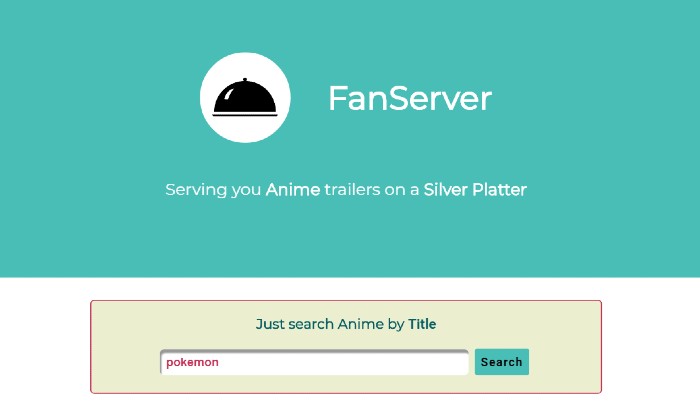 FanServer
Serving you Anime trailers on a Silver Platter
Just search Anime by Title
pokemon
Search